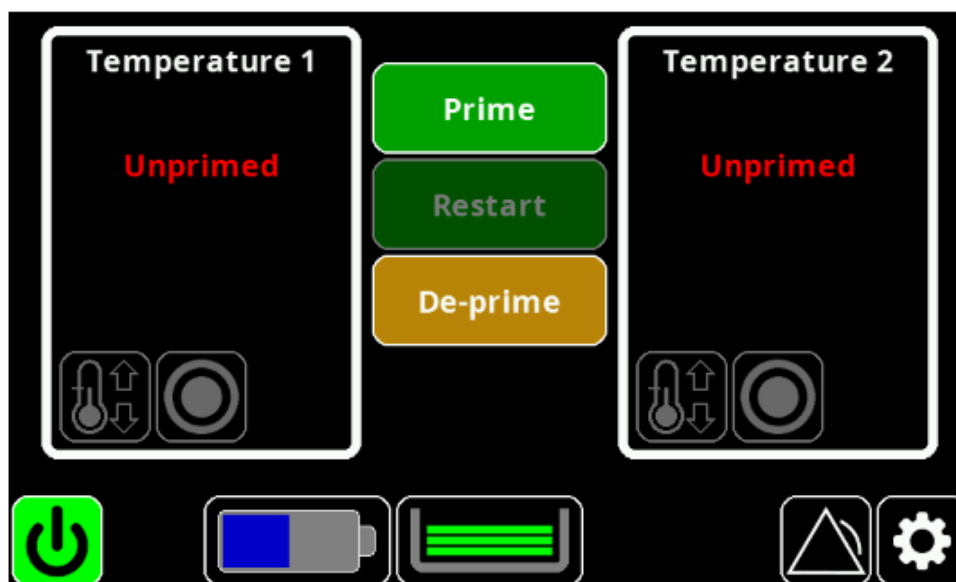 Temperature 1
Unprimed
Prime
Restart
De-prime
Temperature 2
Unprimed